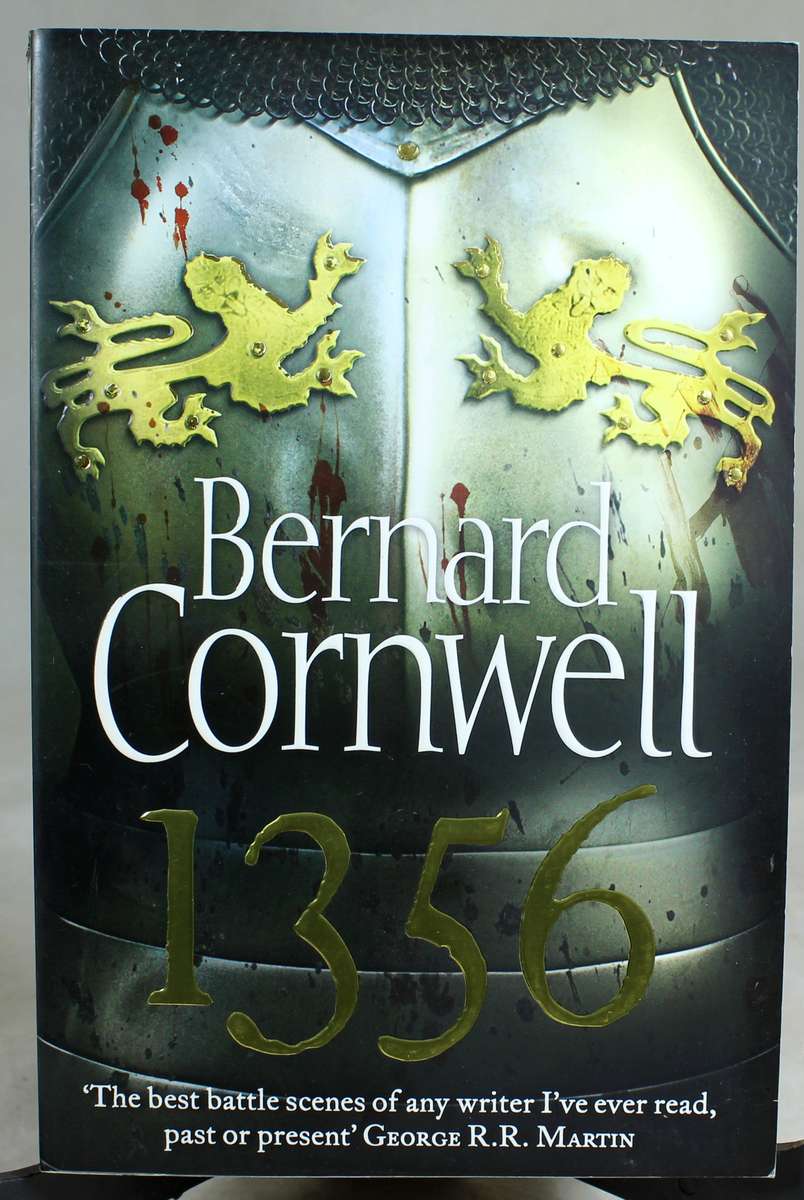 Bernard
Cornwell
1356
‘The best battle scenes of any writer I’ve ever read,
past or present’ GEORGE R.R. MARTIN